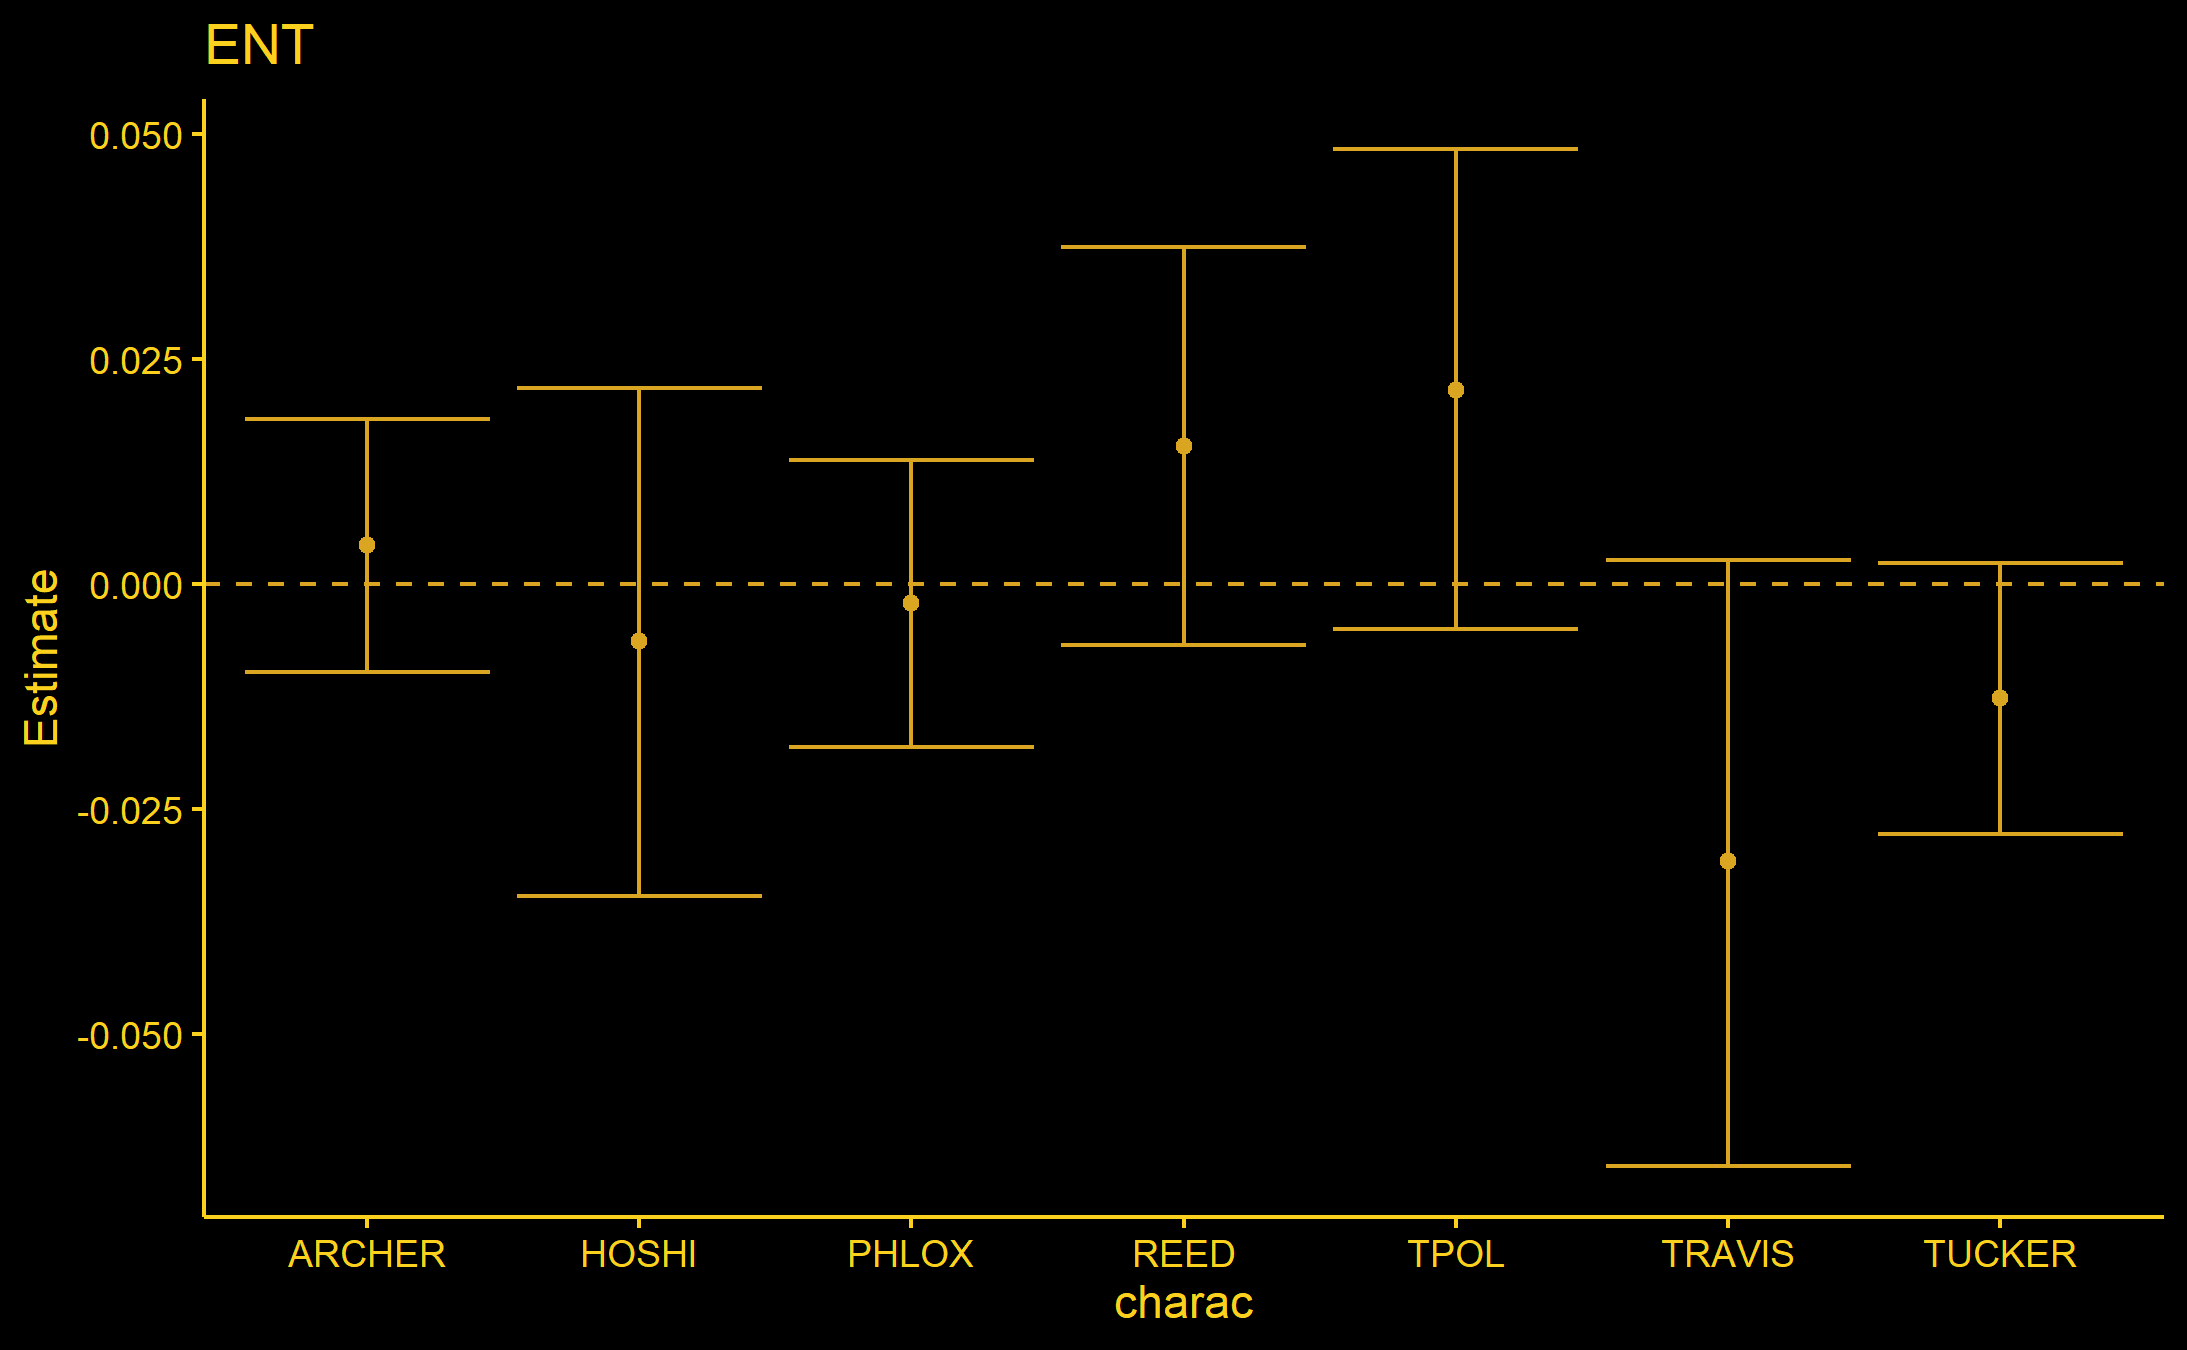 ENT
0.050
0.025
0.000
-0.025
-0.050
Estimate
ARCHER HOSHI PHLOX REED TPOL TRAVIS TUCKER
charac